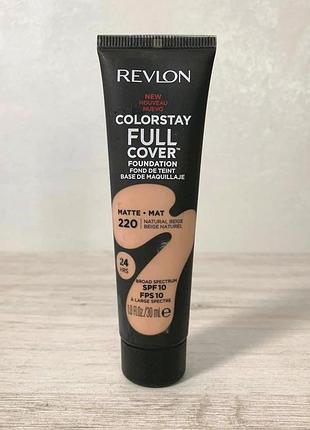 REVLON
NEW
NOUVEAU
NUEVO
COLORSTAY
FULL
COVER™
FOUNDATION
FOND DE TEINT
BASE DE MAQUILLAJE
MATTE • MAT
220 NATURAL BEIGE
BEIGE NATUREL
24
HRS
BROAD SPECTRUM
SPF 10
FPS 10
À LARGE SPECTRE
1.0 Fl.Oz./30 mL ℮